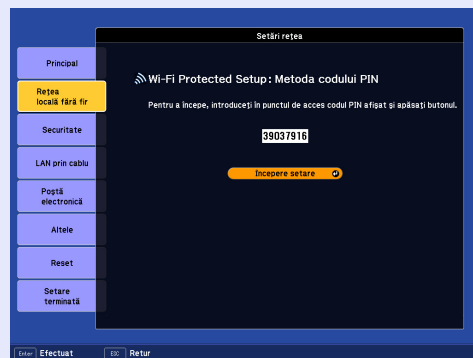 Setări rețea
Principal
Rețea
locală fără fir
Securitate
LAN prin cablu
Poștă
electronică
Altele
Reset
Setare
terminată
Wi-Fi Protected Setup: Metoda codului PIN
Pentru a începe, introduceți în punctul de acces codul PIN afișat și apăsați butonul.
39037916
Începere setare
Enter Efectuat ESC Retur